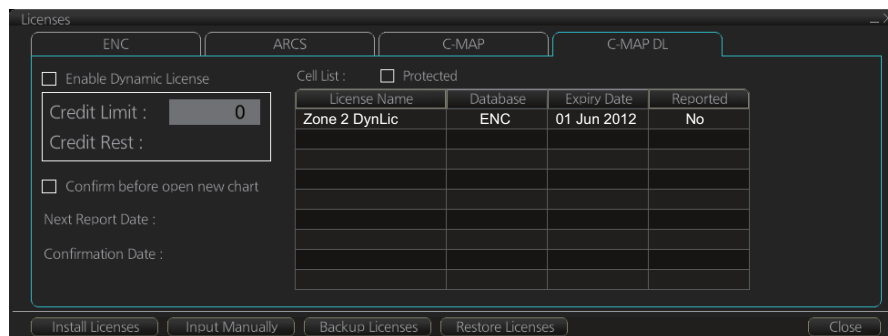 Licenses
ENC ARCS C-MAP C-MAP DL
Enable Dynamic License
Credit Limit : 0
Credit Rest :
Confirm before open new chart
Next Report Date :
Confirmation Date :
Cell List : Protected
License Name Database Expiry Date Reported
Zone 2 DynLic ENC 01 Jun 2012 No
Install Licenses Input Manually Backup Licenses Restore Licenses Close